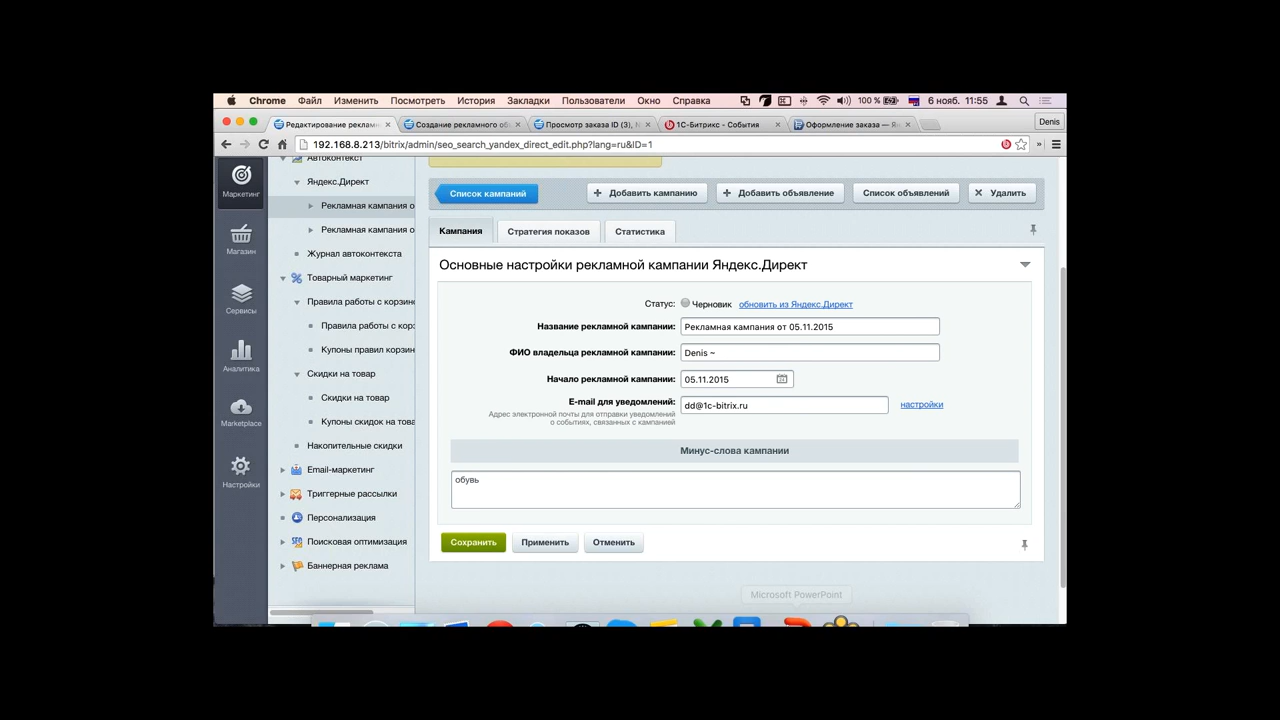 Chrome Файл Изменить Посмотреть История Закладки Пользователи Окно Справка 100 % 6 нояб. 11:55
Редактирование реклам Создание рекламного об Просмотр заказа ID (3), 1С-Битрикс - События Оформление заказа — Denis
192.168.8.213/bitrix/admin/seo_search_yandex_direct_edit.php?lang=ru&ID=1 »
Маркетинг
Магазин
Сервисы
Аналитика
Marketplace
Настройки
Автоконтекст
Яндекс.Директ
Рекламная кампания о
Рекламная кампания о
Журнал автоконтекста
Товарный маркетинг
Правила работы с корзино
Правила работы с кор
Купоны правил корзин
Скидки на товар
Скидки на товар
Купоны скидок на това
Накопительные скидки
Email-маркетинг
Триггерные рассылки
Персонализация
Поисковая оптимизация
Баннерная реклама
Список кампаний + Добавить кампанию + Добавить объявление Список объявлений × Удалить
Кампания Стратегия показов Статистика
Основные настройки рекламной кампании Яндекс.Директ
Статус: Черновик обновить из Яндекс.Директ
Название рекламной кампании: Рекламная кампания от 05.11.2015
ФИО владельца рекламной кампании: Denis ~
Начало рекламной кампании: 05.11.2015
E-mail для уведомлений: dd@1c-bitrix.ru настройки
Адрес электронной почты для отправки уведомлений
о событиях, связанных с кампанией
Минус-слова кампании
обувь
Сохранить Применить Отменить
Microsoft PowerPoint